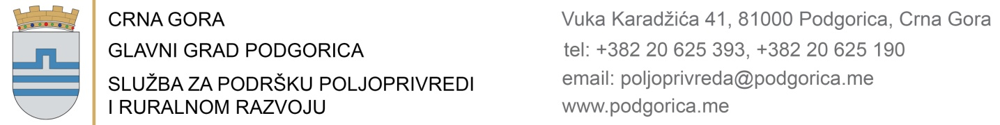 CRNA GORA
GLAVNI GRAD PODGORICA
SLUŽBA ZA PODRŠKU POLJOPRIVREDI
I RURALNOM RAZVOJU
Vuka Karadžića 41, 81000 Podgorica, Crna Gora
tel: +382 20 625 393, +382 20 625 190
email: poljoprivreda@podgorica.me
www.podgorica.me